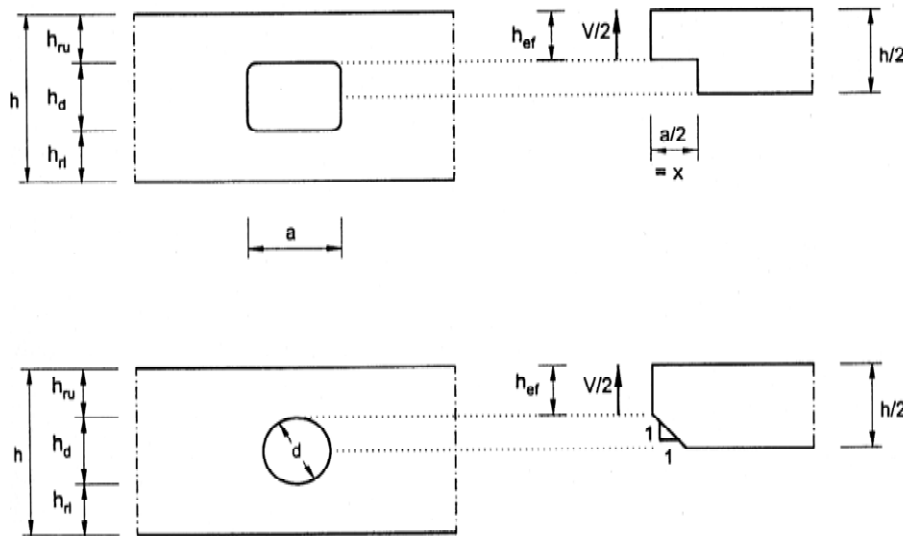 h_ru
h_d
h_rl
h
a
h_ef
V/2
h/2
a/2
= x
h_ru
h_d
h_rl
h
d
h_ef
V/2
h/2
1
1